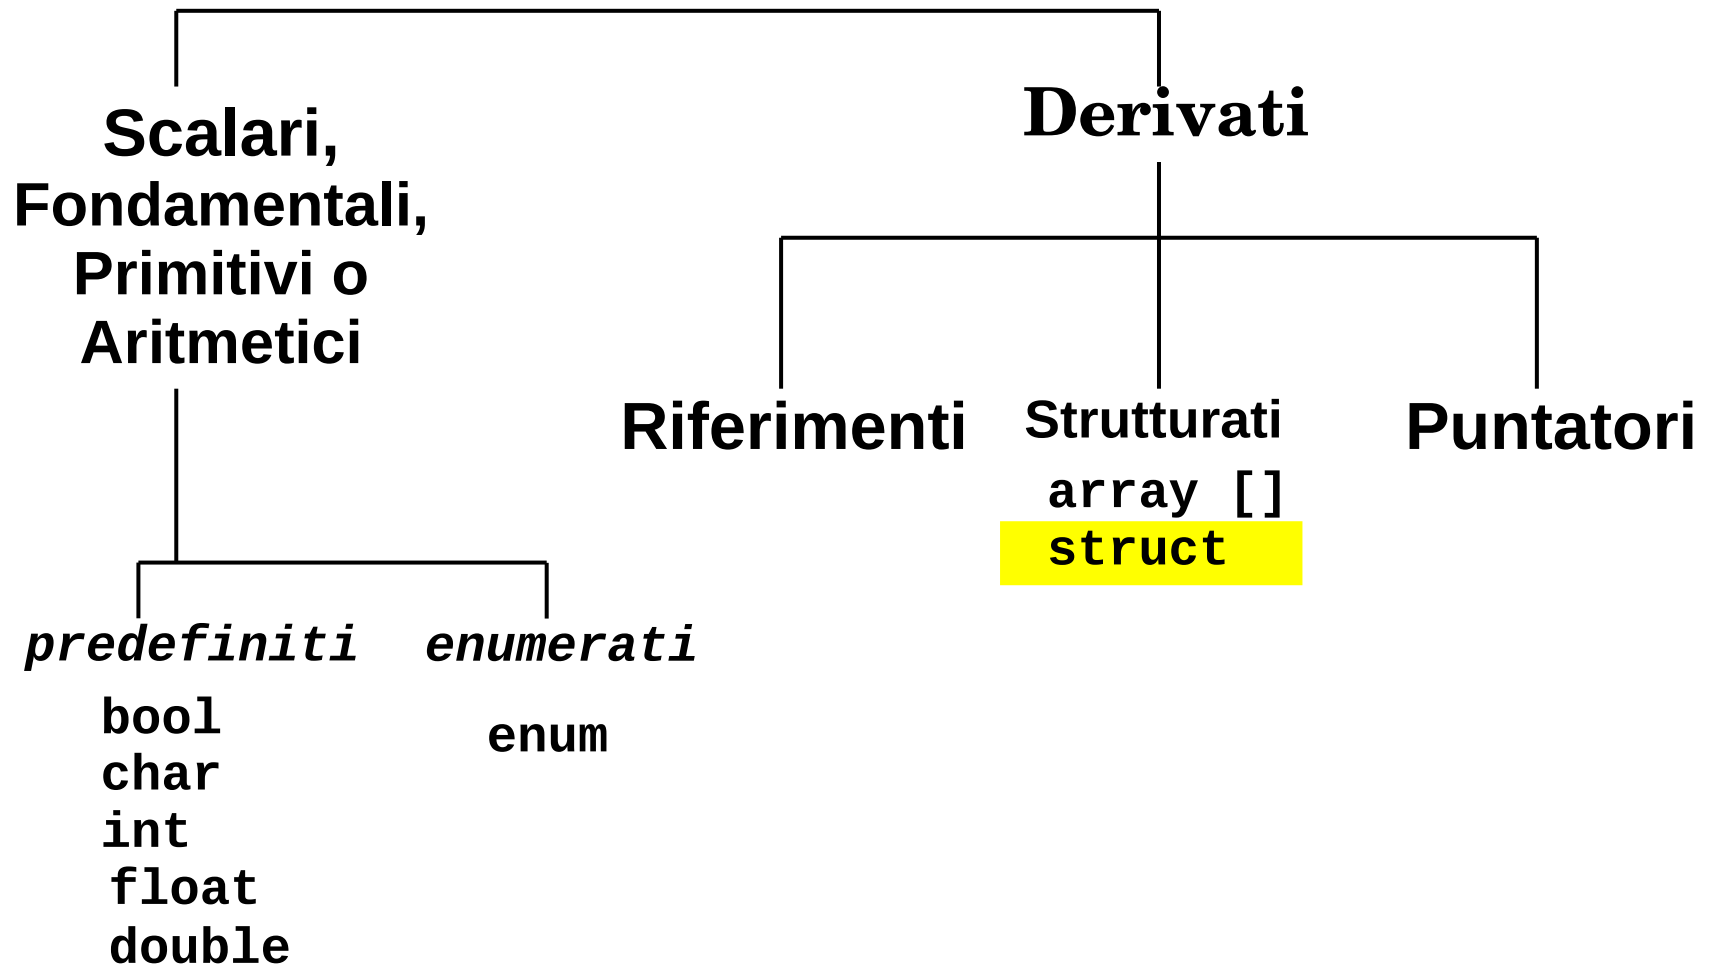 Scalari,
Fondamentali,
Primitivi o
Aritmetici
Derivati
Riferimenti
Strutturati
array []
struct
Puntatori
predefiniti
bool
char
int
float
double
enumerati
enum